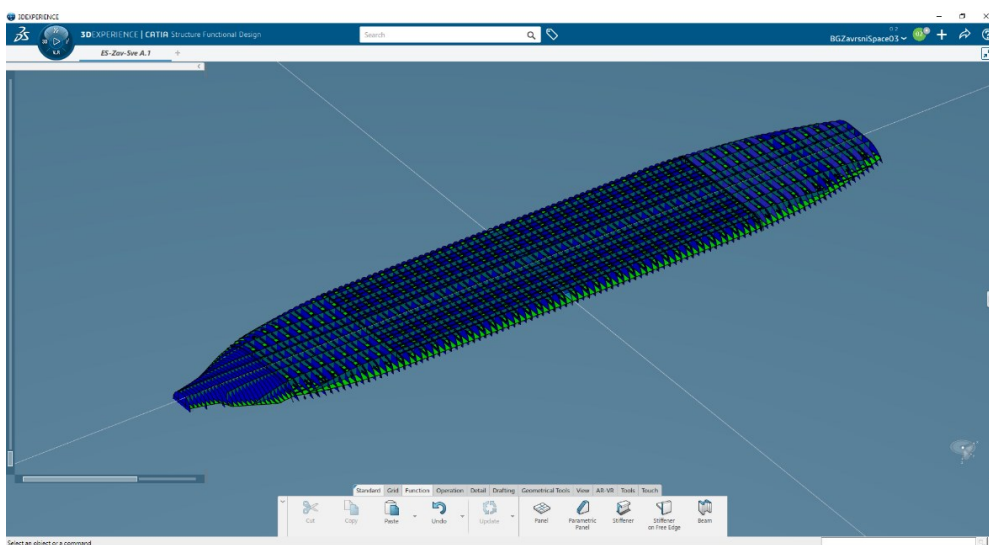 3DEXPERIENCE
3DEXPERIENCE | CATIA Structure Functional Design
Search
BGZavrsniSpace03
V.R
ES-Zav-Sve A.1
+
Standard Grid Function Operation Detail Drafting Geometrical Tools View AR-VR Tools Touch
Cut
Copy
Paste
Undo
Update
Panel
Parametric
Panel
Stiffener
Stiffener
on Free Edge
Beam
Select an object or a command